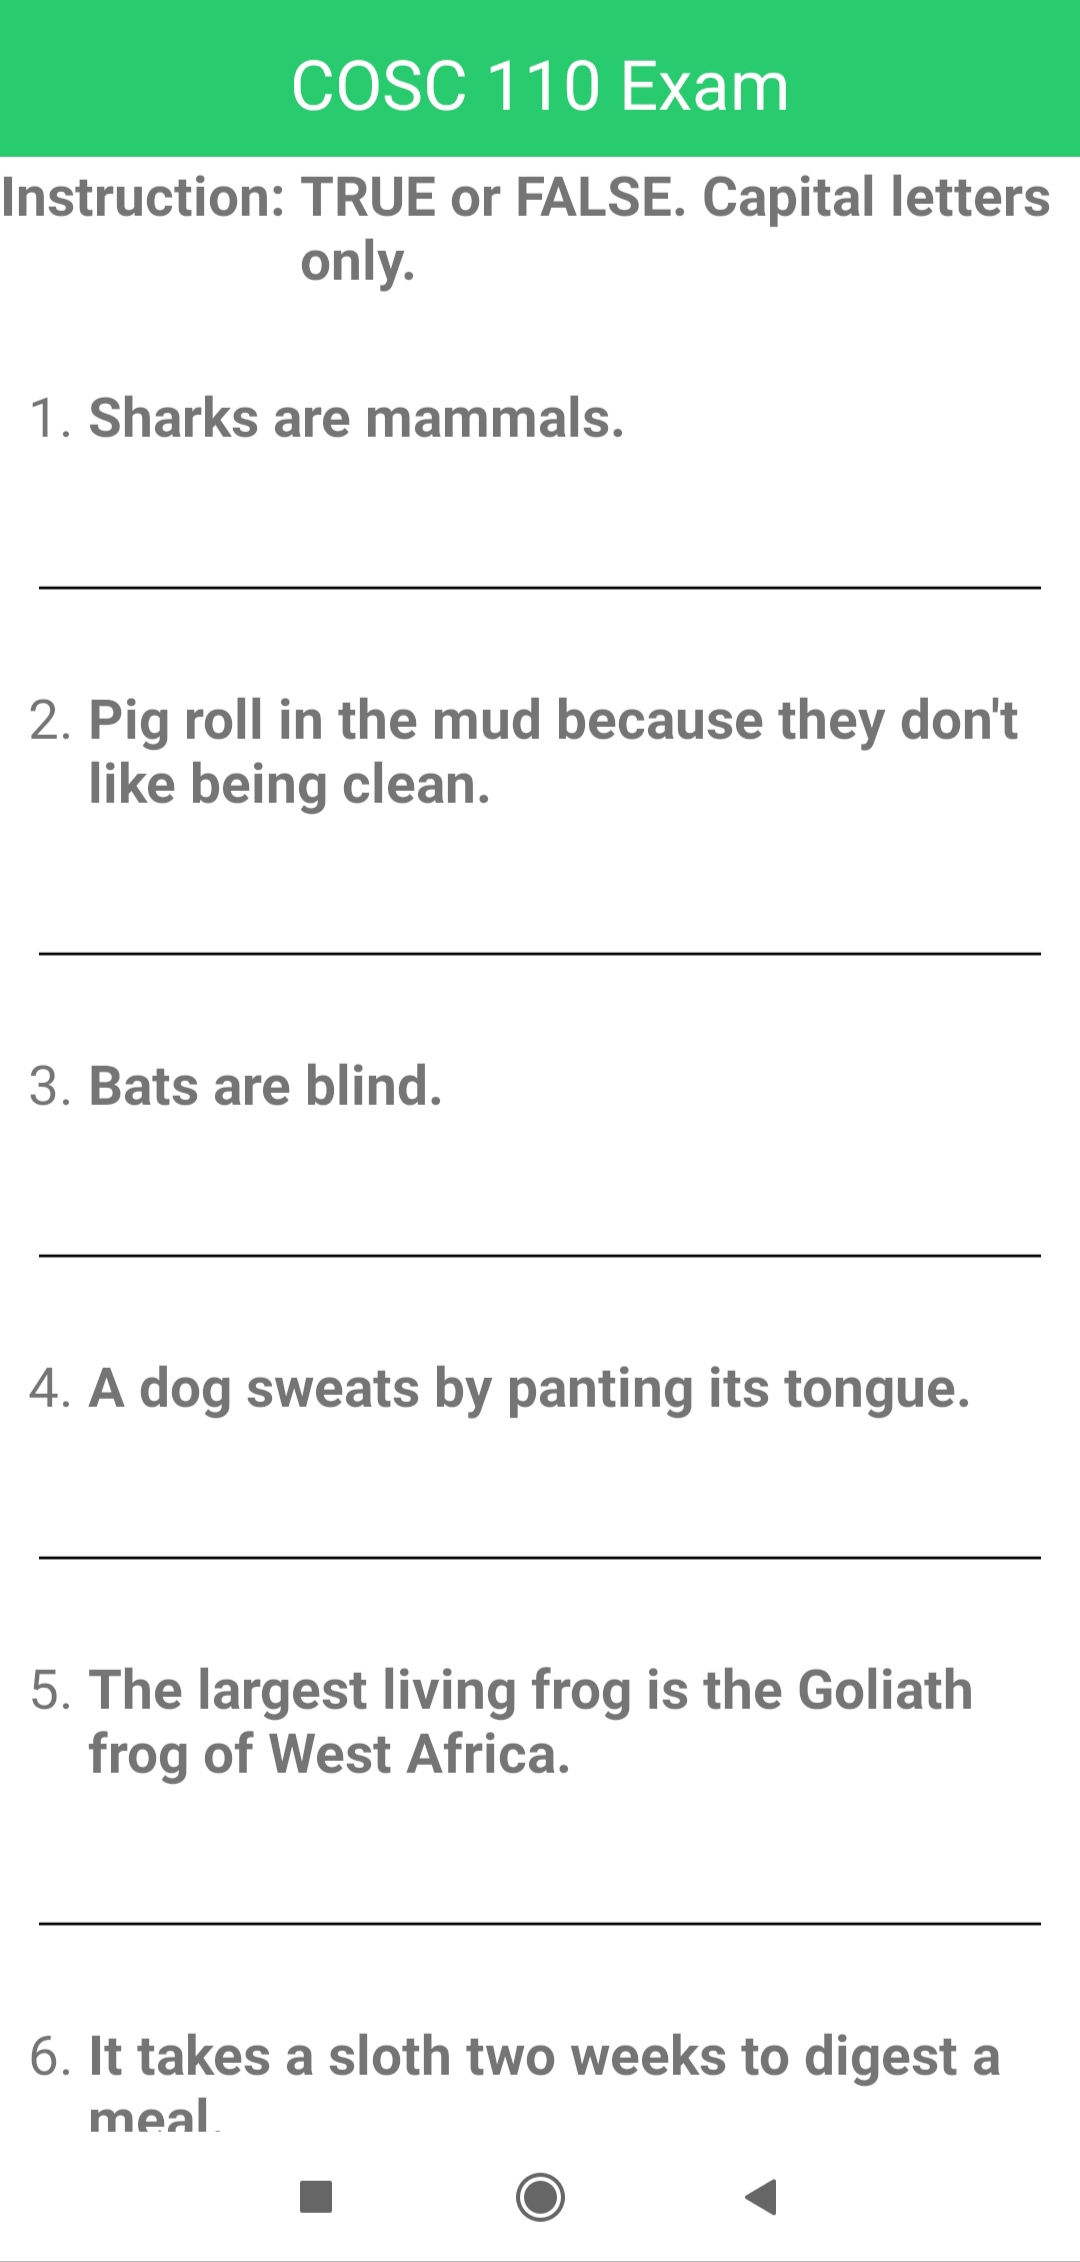 COSC 110 Exam
Instruction: TRUE or FALSE. Capital letters
only.
1. Sharks are mammals.
2. Pig roll in the mud because they don't
like being clean.
3. Bats are blind.
4. A dog sweats by panting its tongue.
5. The largest living frog is the Goliath
frog of West Africa.
6. It takes a sloth two weeks to digest a
meal.